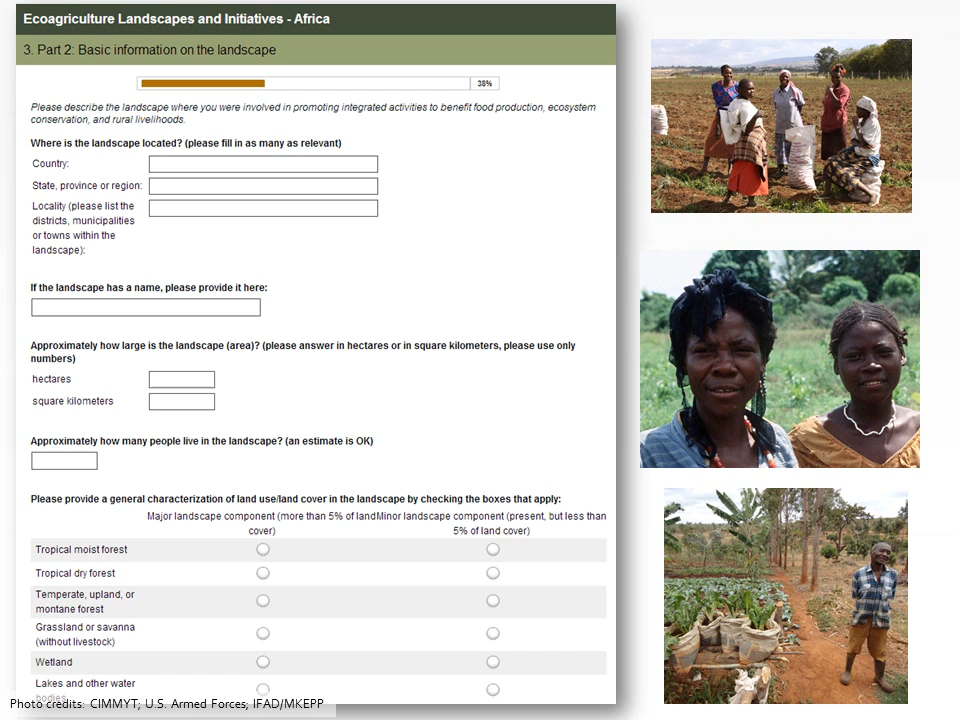 Ecoagriculture Landscapes and Initiatives - Africa
3. Part 2: Basic information on the landscape
38%
Please describe the landscape where you were involved in promoting integrated activities to benefit food production, ecosystem
conservation, and rural livelihoods.
Where is the landscape located? (please fill in as many as relevant)
Country:
State, province or region:
Locality (please list the
districts, municipalities
or towns within the
landscape):
If the landscape has a name, please provide it here:
Approximately how large is the landscape (area)? (please answer in hectares or in square kilometers, please use only
numbers)
hectares
square kilometers
Approximately how many people live in the landscape? (an estimate is OK)
Please provide a general characterization of land use/land cover in the landscape by checking the boxes that apply:
Major landscape component (more than 5% of land Minor landscape component (present, but less than
cover) 5% of land cover)
Tropical moist forest
Tropical dry forest
Temperate, upland, or
montane forest
Grassland or savanna
(without livestock)
Wetland
Lakes and other water
bodies
Photo credits: CIMMYT; U.S. Armed Forces; IFAD/MKEPP